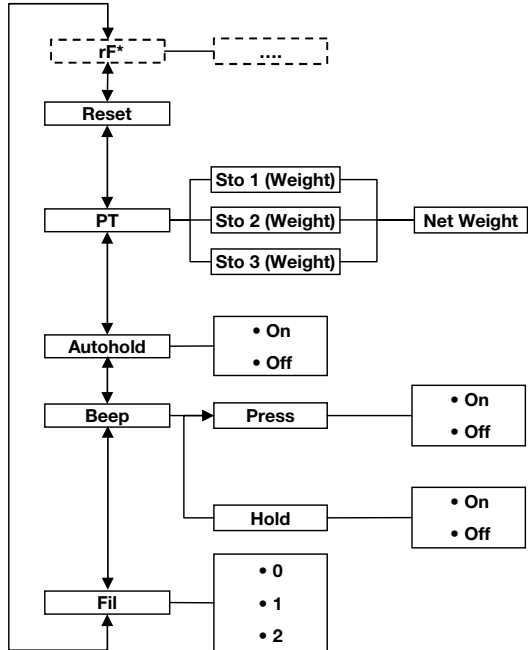 rF*
....
Reset
Sto 1 (Weight)
PT
Sto 2 (Weight)
Net Weight
Sto 3 (Weight)
Autohold
• On
• Off
Beep
Press
• On
• Off
Hold
• On
• Off
Fil
• 0
• 1
• 2